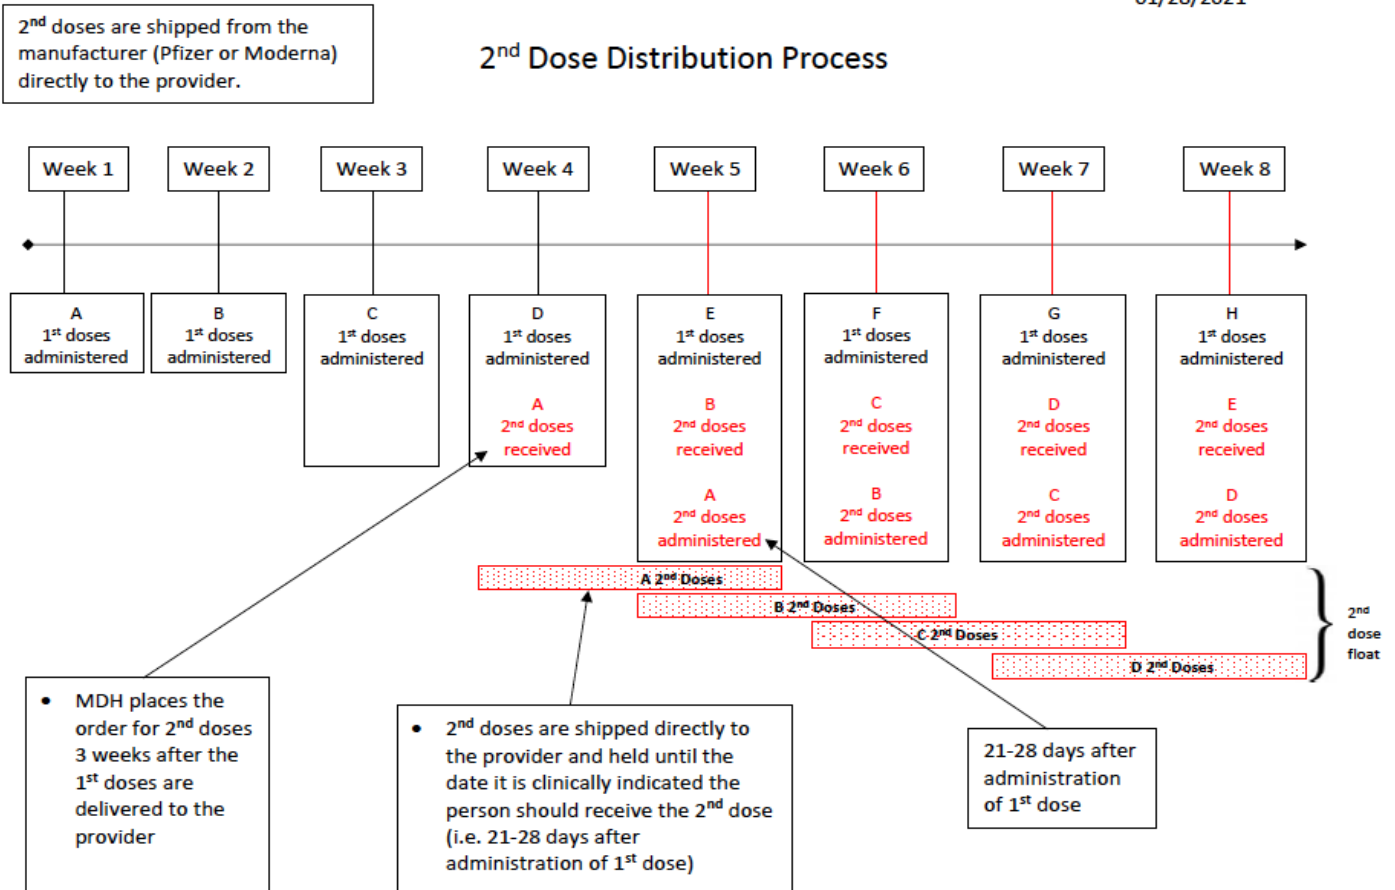 01/28/2021
2nd doses are shipped from the
manufacturer (Pfizer or Moderna)
directly to the provider.
2nd Dose Distribution Process
Week 1
Week 2
Week 3
Week 4
Week 5
Week 6
Week 7
Week 8
A
1st doses
administered
B
1st doses
administered
C
1st doses
administered
D
1st doses
administered
A
2nd doses
received
E
1st doses
administered
B
2nd doses
received
A
2nd doses
administered
F
1st doses
administered
C
2nd doses
received
B
2nd doses
administered
G
1st doses
administered
D
2nd doses
received
C
2nd doses
administered
H
1st doses
administered
E
2nd doses
received
D
2nd doses
administered
A 2nd Doses
B 2nd Doses
C 2nd Doses
D 2nd Doses
2nd
dose
float
• MDH places the
order for 2nd doses
3 weeks after the
1st doses are
delivered to the
provider
• 2nd doses are shipped directly to
the provider and held until the
date it is clinically indicated the
person should receive the 2nd dose
(i.e. 21-28 days after
administration of 1st dose)
21-28 days after
administration
of 1st dose